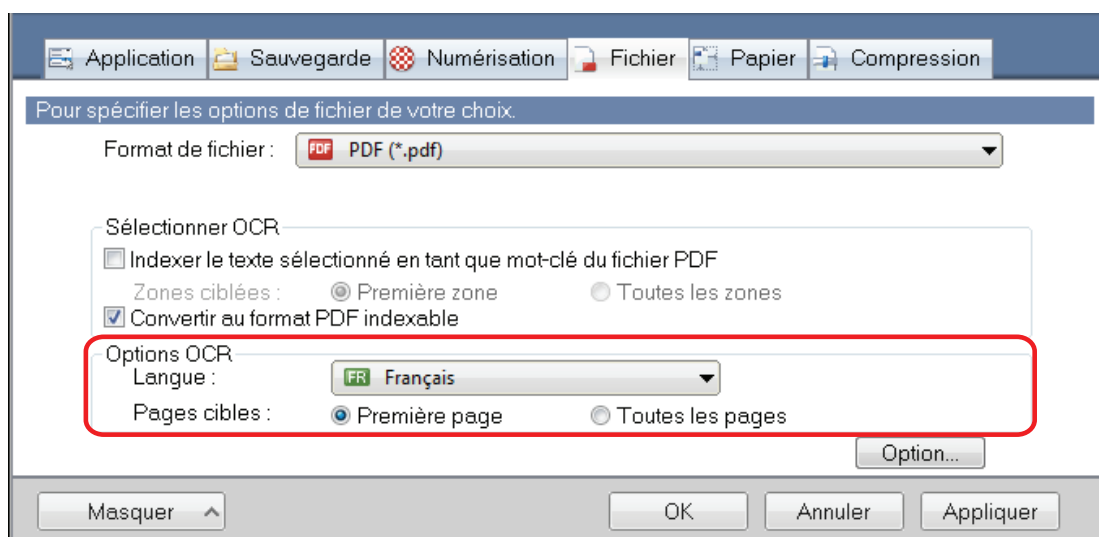 Application Sauvegarde Numérisation Fichier Papier Compression
Pour spécifier les options de fichier de votre choix.
Format de fichier : PDF PDF (*.pdf)
Sélectionner OCR
Indexer le texte sélectionné en tant que mot-clé du fichier PDF
Zones ciblées : Première zone Toutes les zones
Convertir au format PDF indexable
Options OCR
Langue : FR Français
Pages cibles : Première page Toutes les pages
Option...
Masquer OK Annuler Appliquer